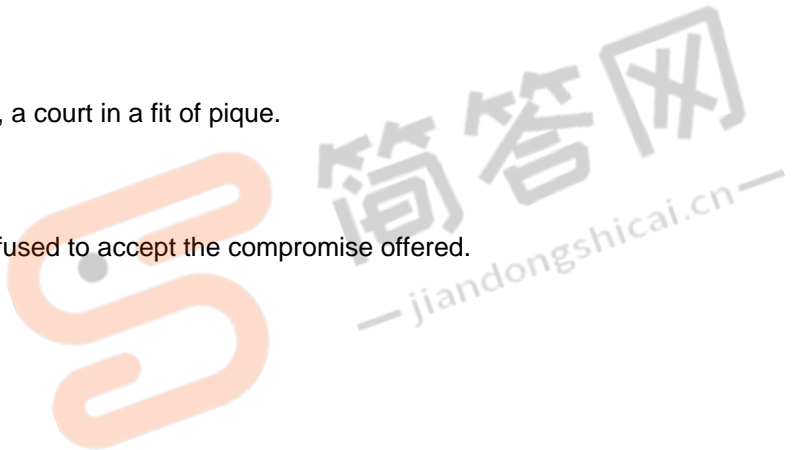 , a court in a fit of pique.
fused to accept the compromise offered.
简答网
jiandongshicai.cn